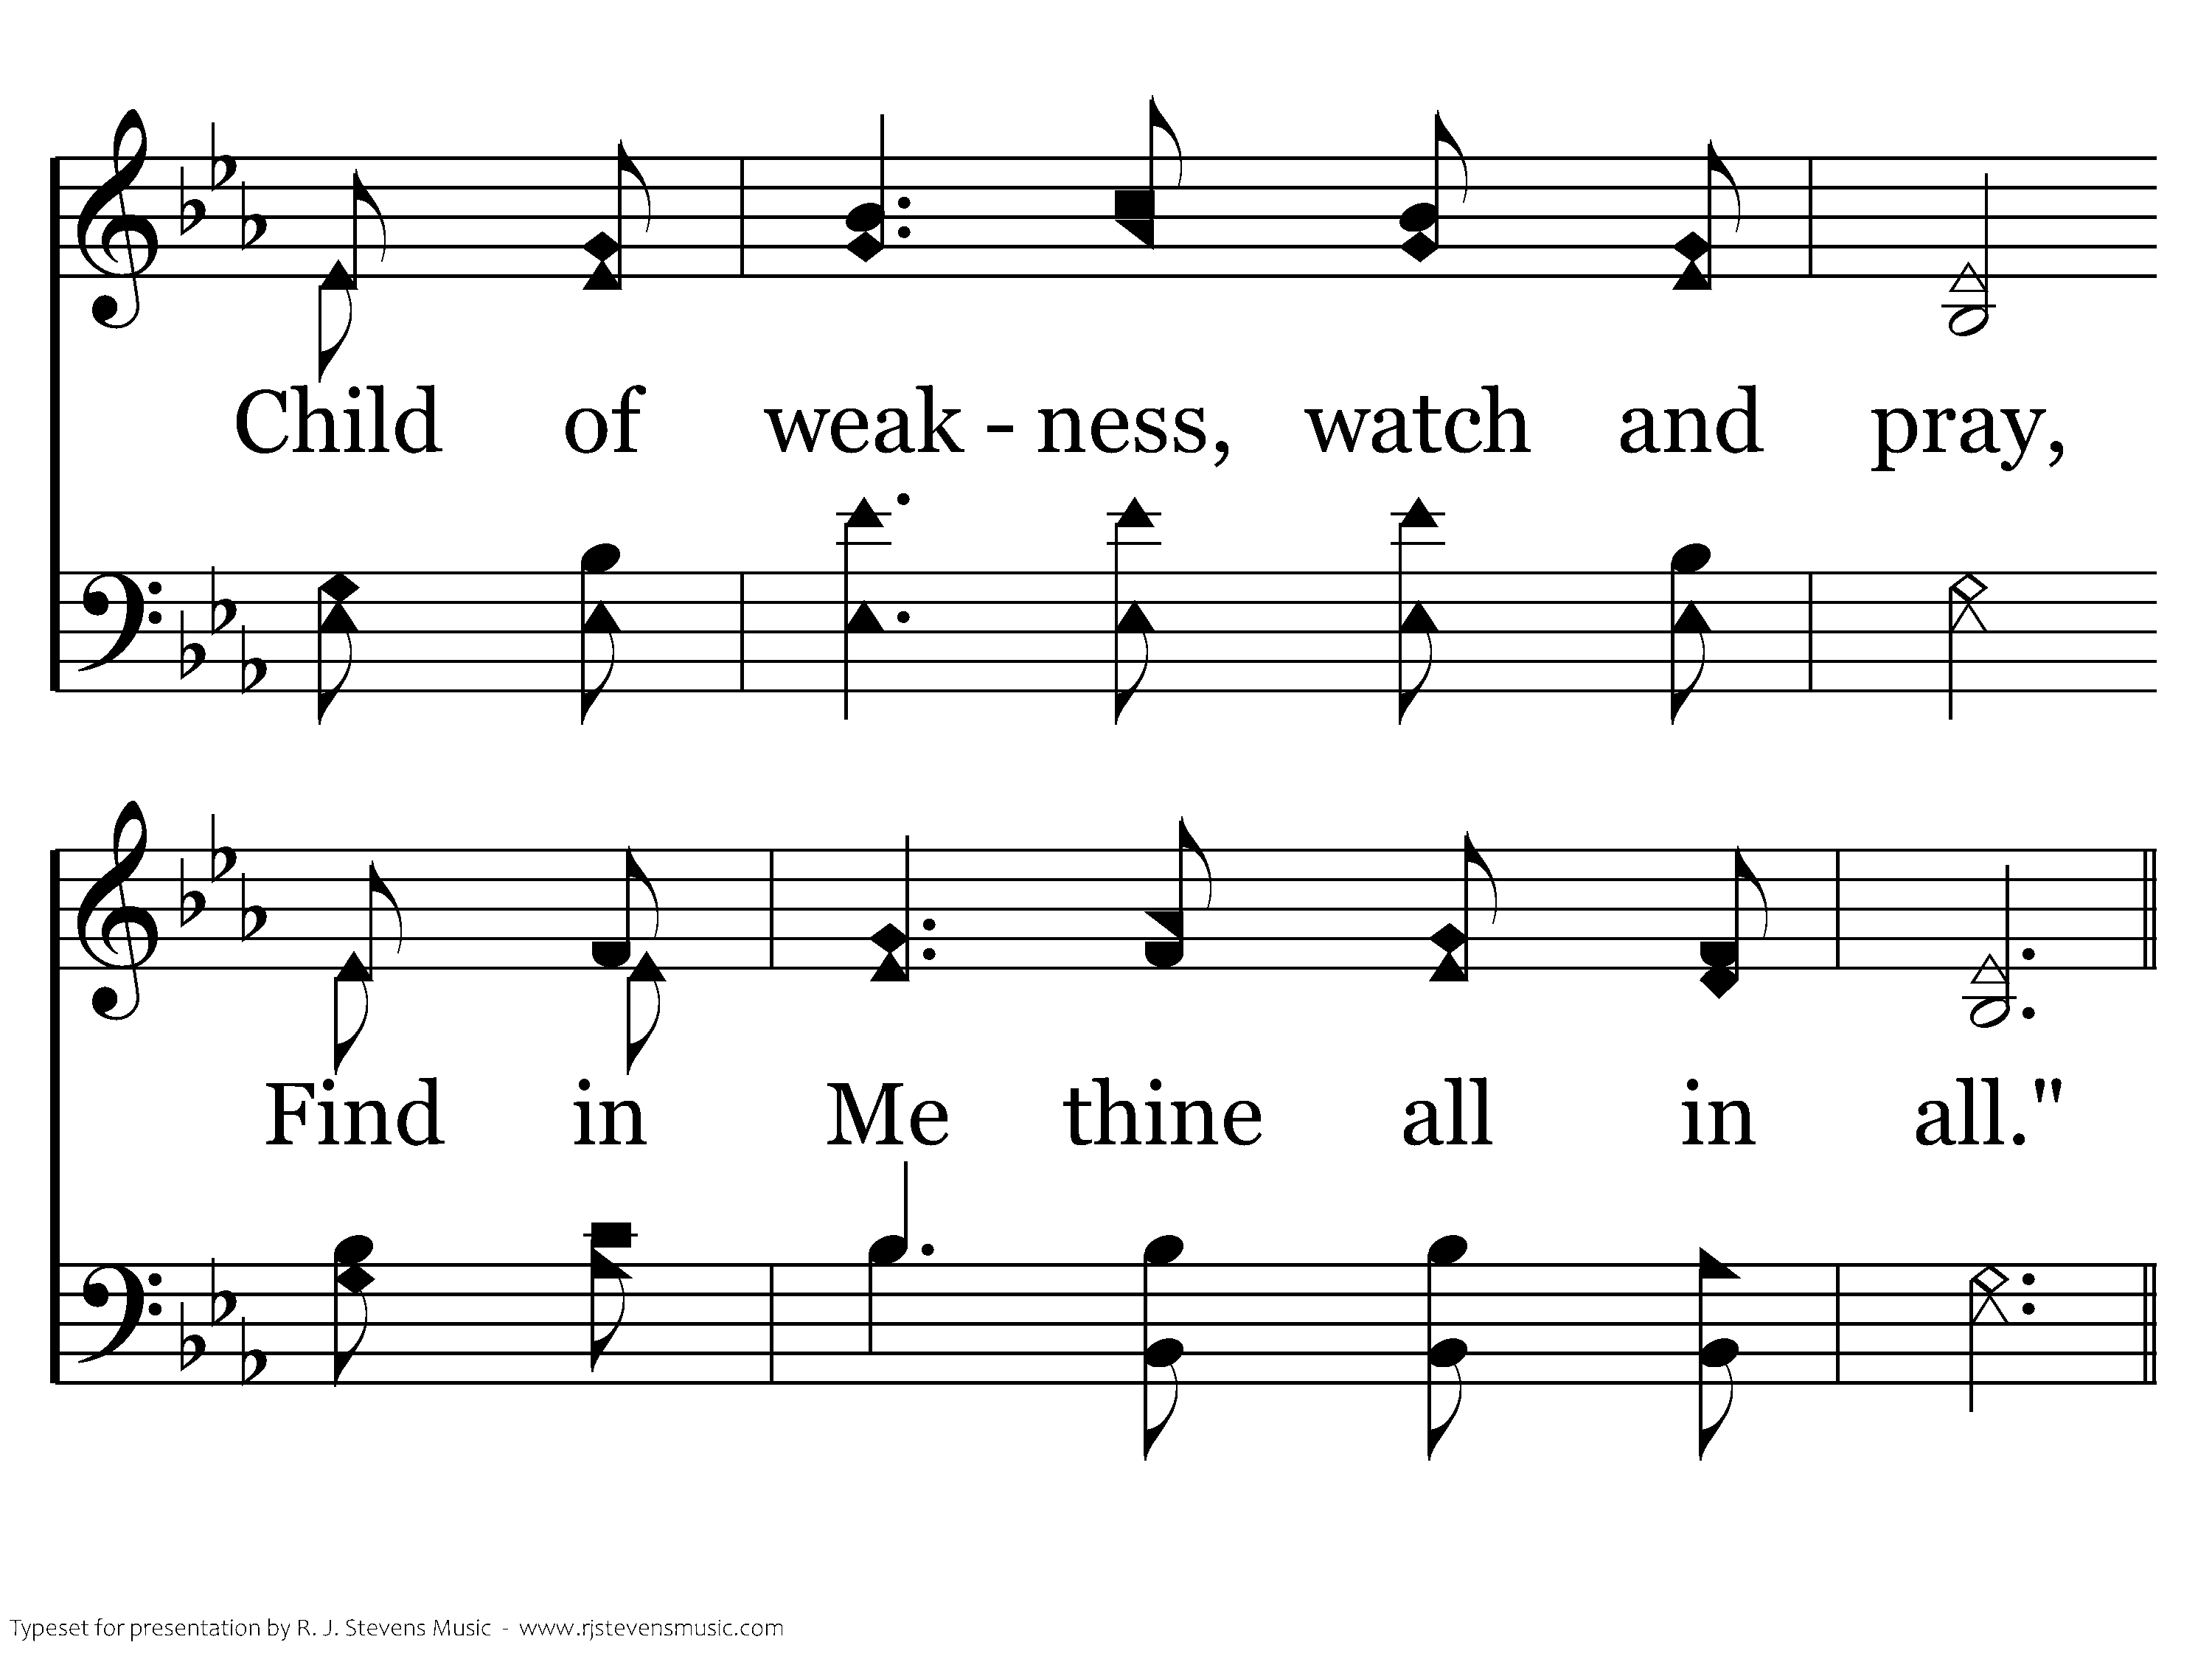 Child of weak - ness, watch and pray,
Find in Me thine all in all."
Typeset for presentation by R. J. Stevens Music - www.rjstevensmusic.com